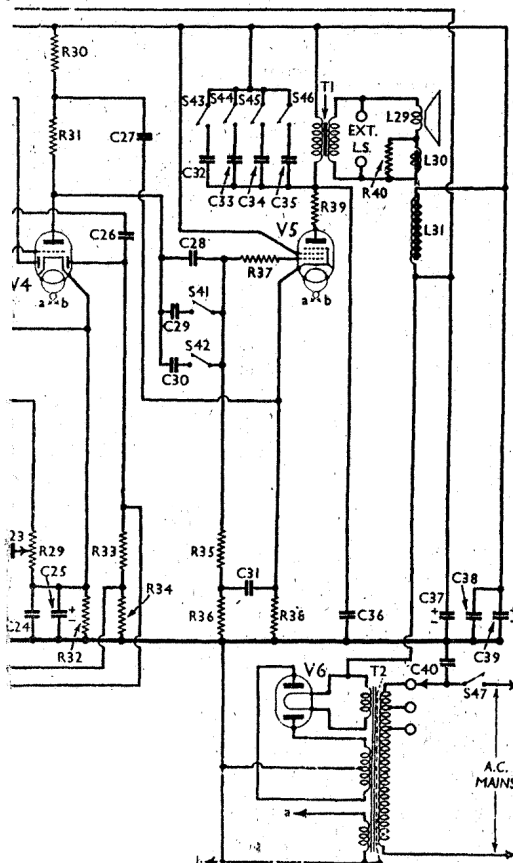 R30
S43
S44
S45
S46
T1
L29
R31
C27
EXT.
L.S.
L30
C32
C33
C34
C35
R40
R39
L31
C26
V5
C28
V4
R37
a
b
a
b
S41
C29
S42
C30
23
R29
R33
R35
C25
C31
C37
C38
+
-
R34
R36
R38
C36
+
-
+
-
C24
R32
C39
C40
V6
T2
S47
A.C.
MAINS
a
b